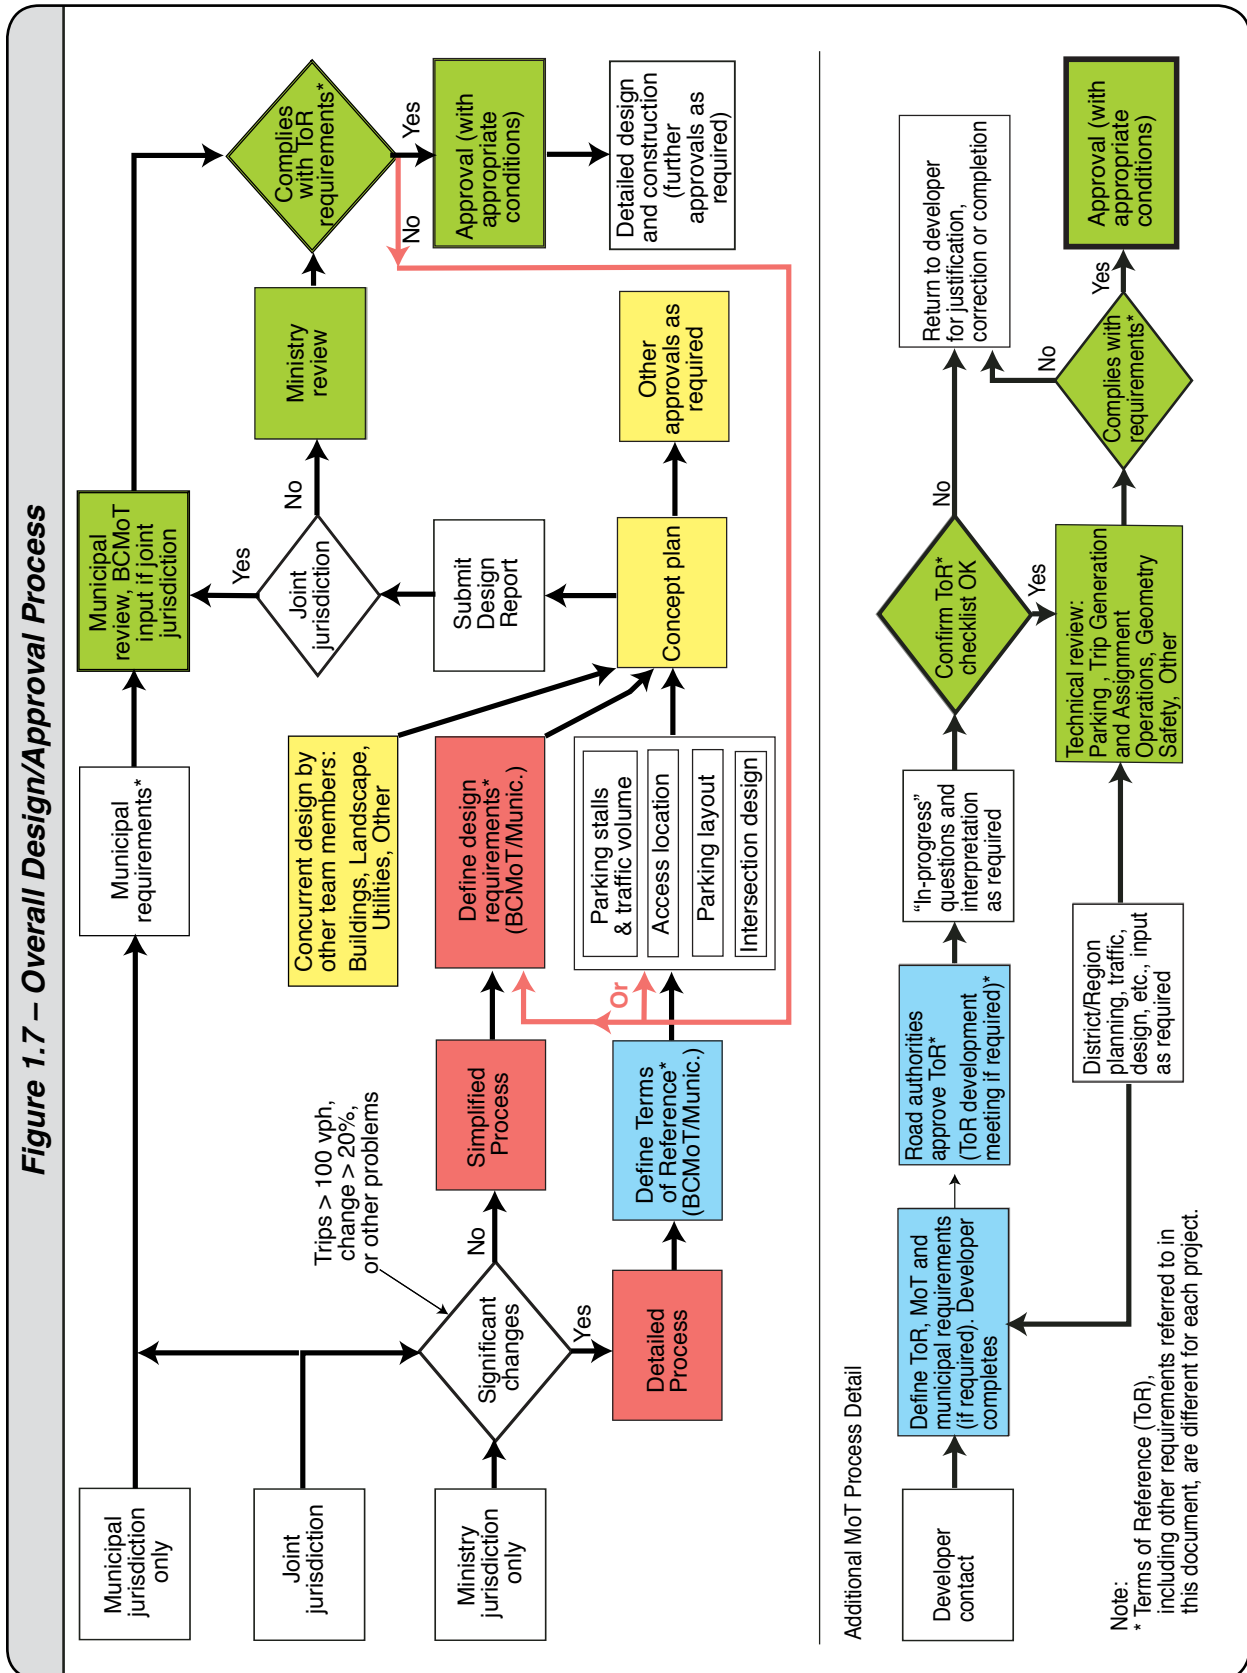 Figure 1.7 – Overall Design/Approval Process
Municipal
jurisdiction
only
Joint
jurisdiction
Ministry
jurisdiction
only
Trips > 100 vph,
change > 20%,
or other problems
Significant
changes
No
Yes
Simplified
Process
Detailed
Process
Define Terms
of Reference*
(BCMoT/Munic.)
Municipal
requirements*
Concurrent design by
other team members:
Buildings, Landscape,
Utilities, Other
Define design
requirements*
(BCMoT/Munic.)
Or
Parking stalls
& traffic volume
Access location
Parking layout
Intersection design
Concept plan
Submit
Design
Report
Joint
jurisdiction
Yes
No
Municipal
review, BCMoT
input if joint
jurisdiction
Ministry
review
Other
approvals as
required
Complies
with ToR
requirements*
Yes
No
Approval (with
appropriate
conditions)
Detailed design
and construction
(further
approvals as
required)
Additional MoT Process Detail
Developer
contact
Define ToR, MoT and
municipal requirements
(if required). Developer
completes
Road authorities
approve ToR*
(ToR development
meeting if required)*
“In-progress”
questions and
interpretation
as required
District/Region
planning, traffic,
design, etc., input
as required
Confirm ToR*
checklist OK
No
Yes
Technical review:
Parking , Trip Generation
and Assignment
Operations, Geometry
Safety, Other
Complies with
requirements*
No
Yes
Return to developer
for justification,
correction or completion
Approval (with
appropriate
conditions)
Note:
* Terms of Reference (ToR),
including other requirements referred to in
this document, are different for each project.